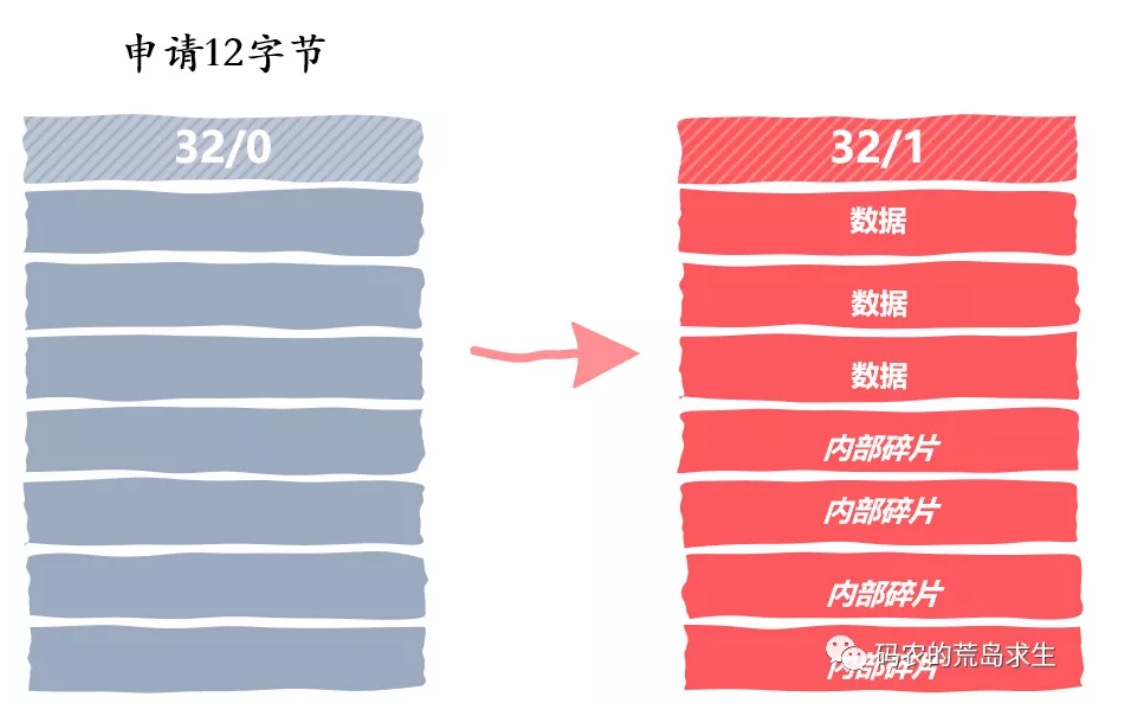 申请12字节
32/0
32/1
数据
数据
数据
内部碎片
内部碎片
内部碎片
内部碎片
码农的荒岛求生